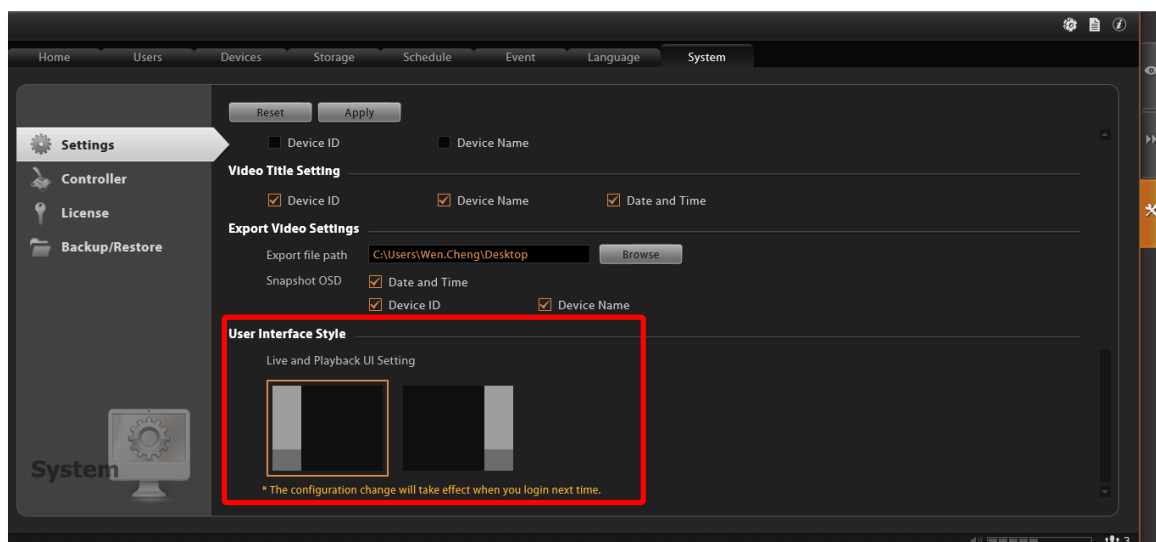 Home Users Devices Storage Schedule Event Language System
Reset Apply
Settings
Device ID Device Name
Video Title Setting
Controller
Device ID Device Name Date and Time
License
Export Video Settings
Backup/Restore
Export file path C:\Users\Wen.Cheng\Desktop Browse
Snapshot OSD Date and Time
Device ID Device Name
User Interface Style
Live and Playback UI Setting
System
* The configuration change will take effect when you login next time.
3